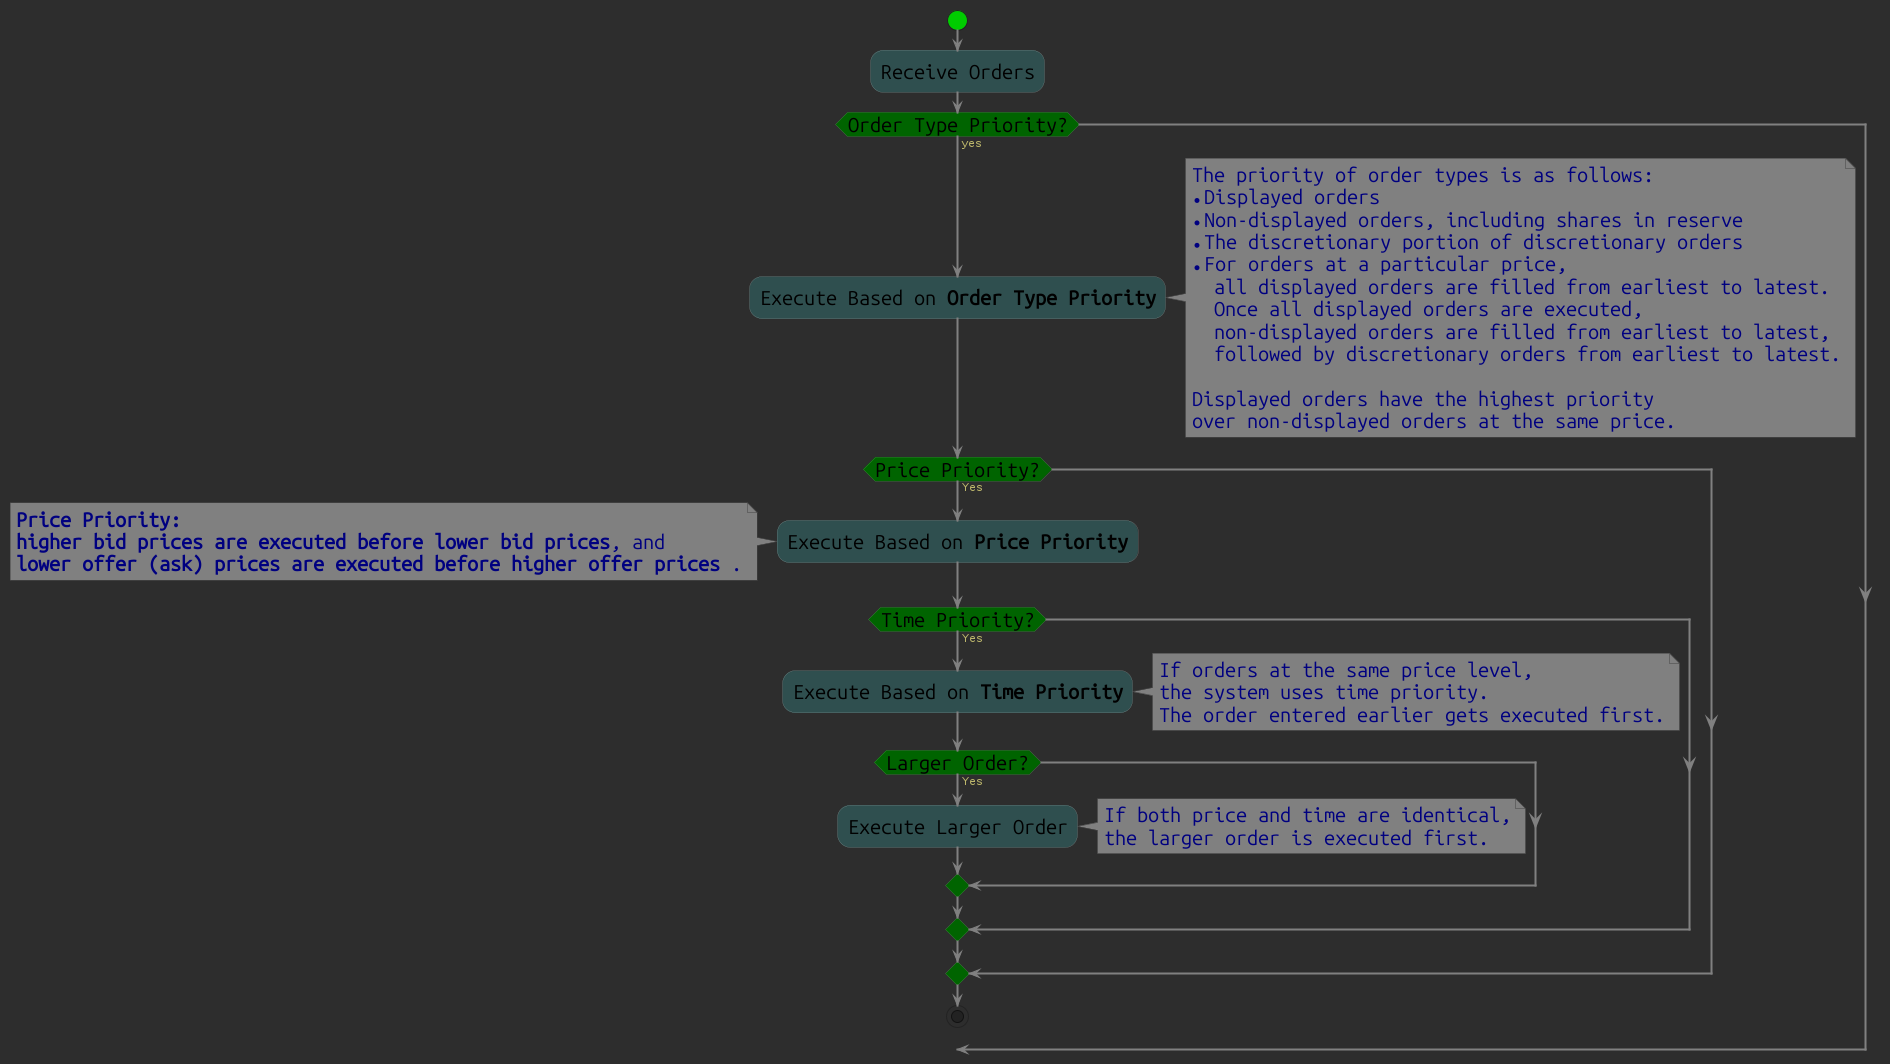 Receive Orders
Order Type Priority?
yes
The priority of order types is as follows:
•Displayed orders
•Non-displayed orders, including shares in reserve
•The discretionary portion of discretionary orders
•For orders at a particular price,
all displayed orders are filled from earliest to latest.
Once all displayed orders are executed,
non-displayed orders are filled from earliest to latest,
followed by discretionary orders from earliest to latest.
Displayed orders have the highest priority
over non-displayed orders at the same price.
Execute Based on Order Type Priority
Price Priority?
Yes
Price Priority:
higher bid prices are executed before lower bid prices, and
lower offer (ask) prices are executed before higher offer prices .
Execute Based on Price Priority
Time Priority?
Yes
Execute Based on Time Priority
If orders at the same price level,
the system uses time priority.
The order entered earlier gets executed first.
Larger Order?
Yes
Execute Larger Order
If both price and time are identical,
the larger order is executed first.